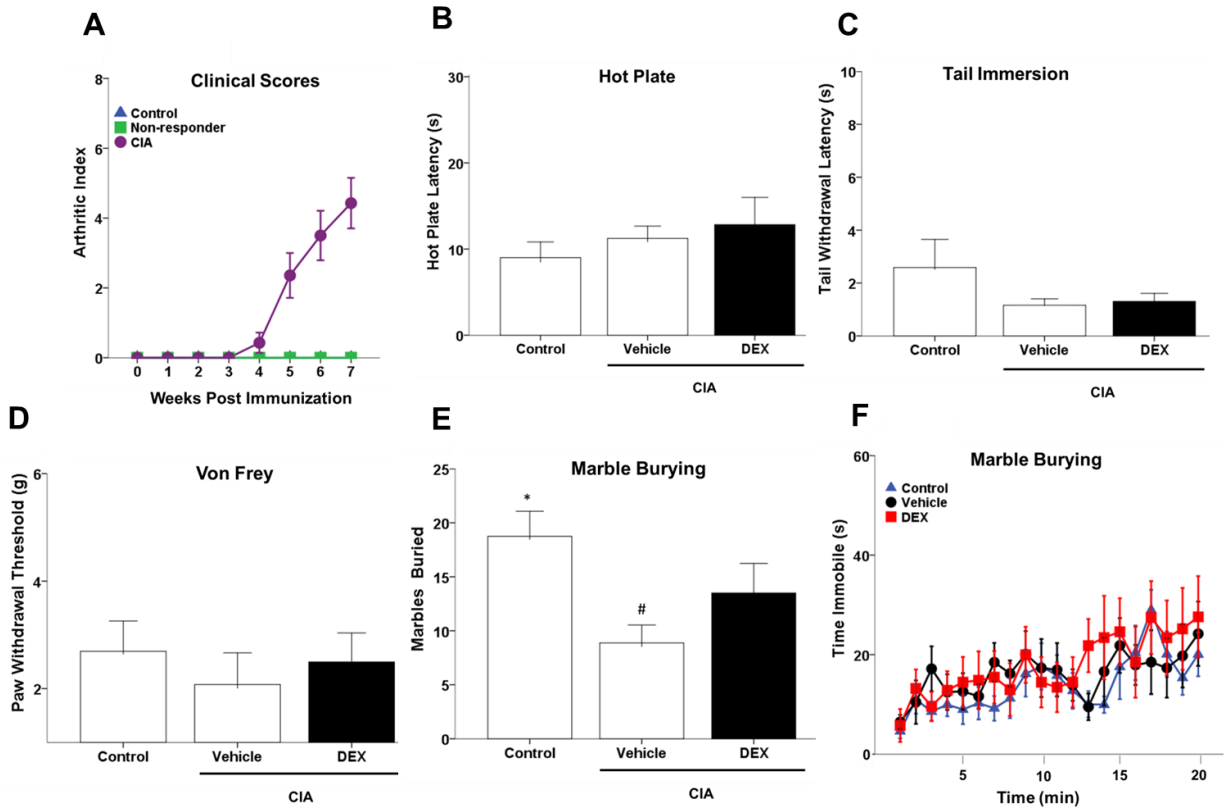 A
Clinical Scores
Arthritic Index
8
6
4
2
0
Control
Non-responder
CIA
0 1 2 3 4 5 6 7
Weeks Post Immunization
B
Hot Plate
Hot Plate Latency (s)
30
20
10
0
Control Vehicle DEX
CIA
C
Tail Immersion
Tail Withdrawal Latency (s)
10
8
6
4
2
0
Control Vehicle DEX
CIA
D
Von Frey
Paw Withdrawal Threshold (g)
6
4
2
Control Vehicle DEX
CIA
E
Marble Burying
Marbles Buried
25
20
15
10
5
0
*
#
Control Vehicle DEX
CIA
F
Marble Burying
Time Immobile (s)
60
40
20
0
Control
Vehicle
DEX
5 10 15 20
Time (min)